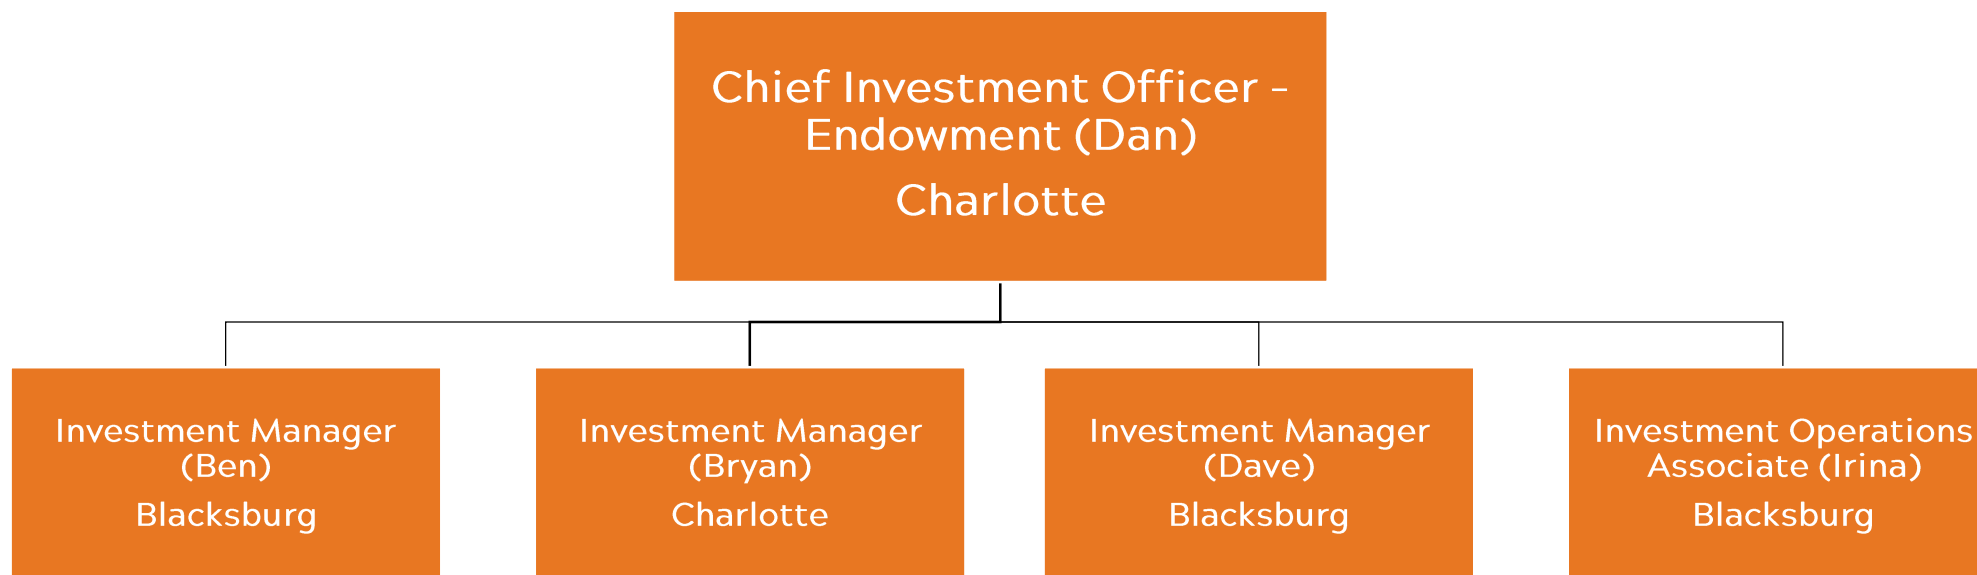 Chief Investment Officer -
Endowment (Dan)
Charlotte
Investment Manager
(Ben)
Blacksburg
Investment Manager
(Bryan)
Charlotte
Investment Manager
(Dave)
Blacksburg
Investment Operations
Associate (Irina)
Blacksburg